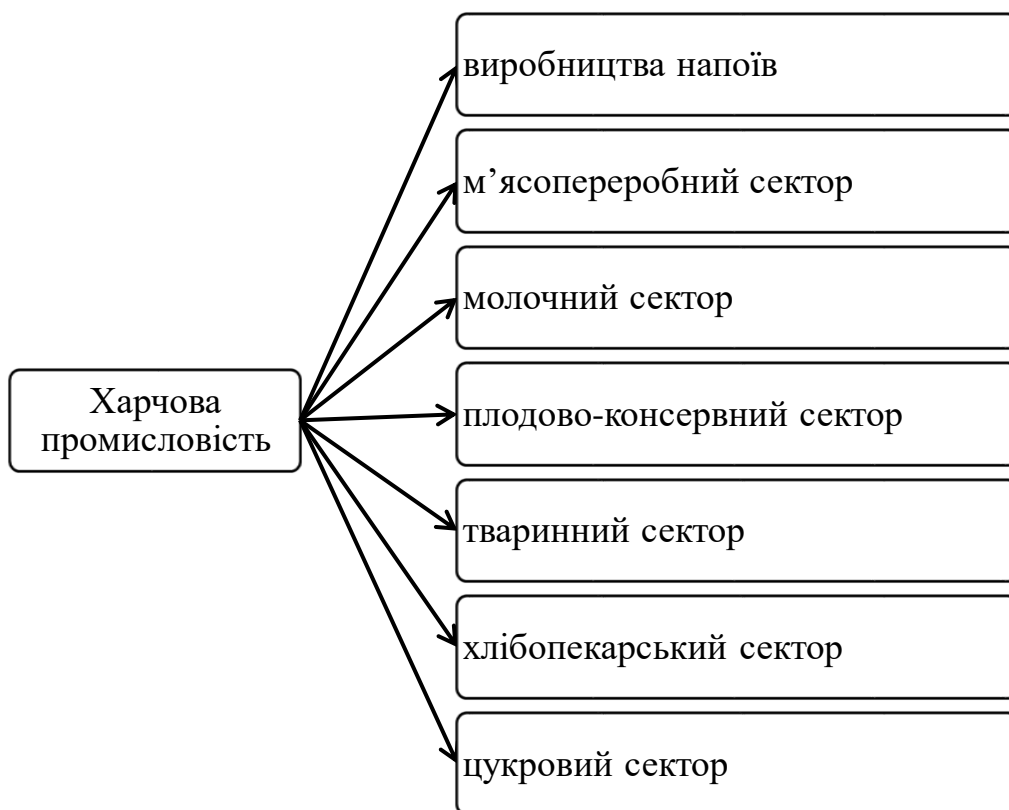 виробництва напоїв
м’ясопереробний сектор
молочний сектор
Харчова
промисловість
плодово-консервний сектор
тваринний сектор
хлібопекарський сектор
цукровий сектор